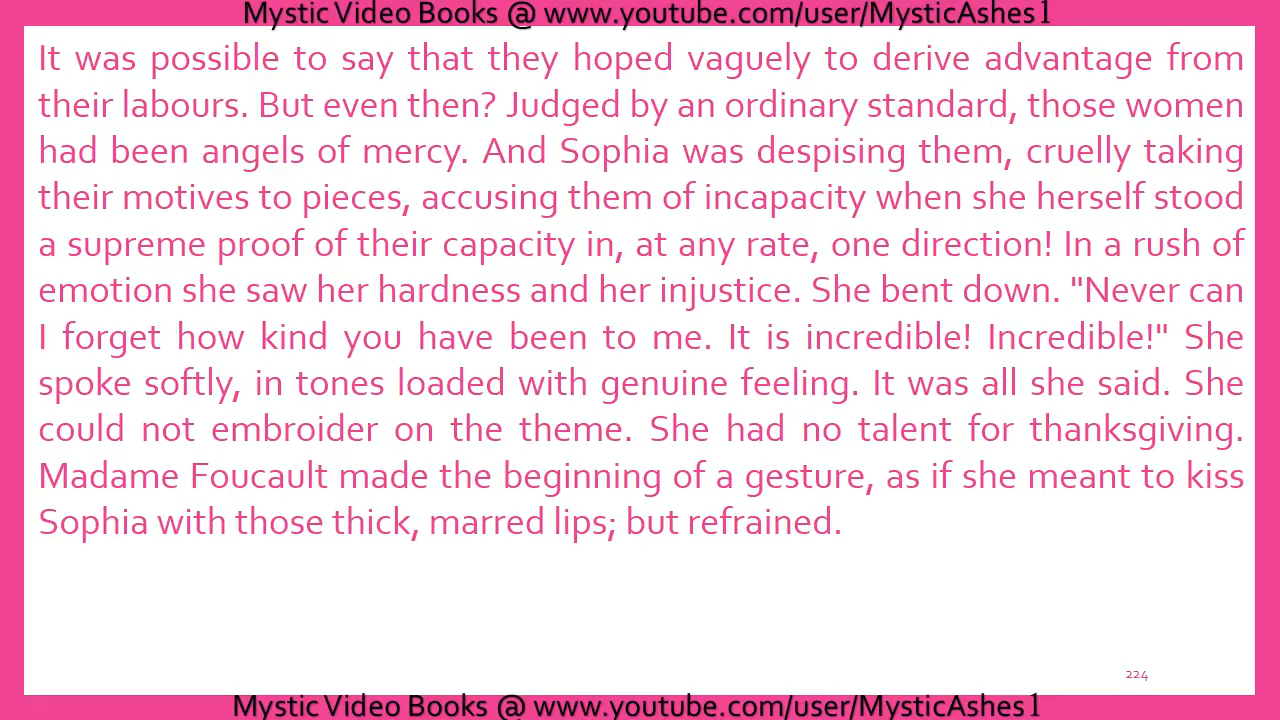 Mystic Video Books @ www.youtube.com/user/MysticAshes1
It was possible to say that they hoped vaguely to derive advantage from
their labours. But even then? Judged by an ordinary standard, those women
had been angels of mercy. And Sophia was despising them, cruelly taking
their motives to pieces, accusing them of incapacity when she herself stood
a supreme proof of their capacity in, at any rate, one direction! In a rush of
emotion she saw her hardness and her injustice. She bent down. "Never can
I forget how kind you have been to me. It is incredible! Incredible!" She
spoke softly, in tones loaded with genuine feeling. It was all she said. She
could not embroider on the theme. She had no talent for thanksgiving.
Madame Foucault made the beginning of a gesture, as if she meant to kiss
Sophia with those thick, marred lips; but refrained.
224
Mystic Video Books @ www.youtube.com/user/MysticAshes1